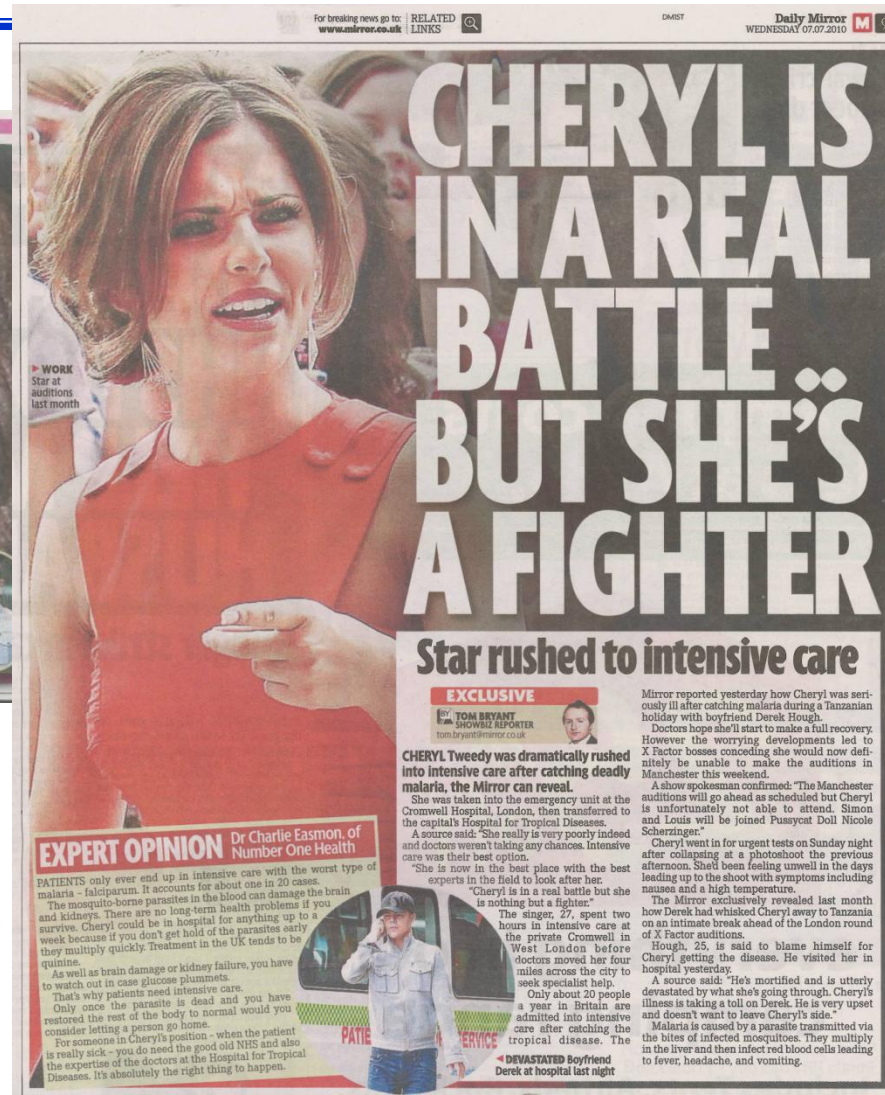 For breaking news go to:
www.mirror.co.uk
RELATED
LINKS
DMIST
Daily Mirror
WEDNESDAY 07.07.2010
M
CHERYL IS
IN A REAL
BATTLE ..
BUT SHE'S
A FIGHTER
WORK
Star at
auditions
last month
Star rushed to intensive care
EXCLUSIVE
BY TOM BRYANT
SHOWBIZ REPORTER
tom.bryant@mirror.co.uk
CHERYL Tweedy was dramatically rushed
into intensive care after catching deadly
malaria, the Mirror can reveal.
She was taken into the emergency unit at the
Cromwell Hospital, London, then transferred to
the capital's Hospital for Tropical Diseases.
A source said: "She really is very poorly indeed
and doctors weren't taking any chances. Intensive
care was their best option.
"She is now in the best place with the best
experts in the field to look after her.
"Cheryl is in a real battle but she
is nothing but a fighter."
The singer, 27, spent two
hours in intensive care at
the private Cromwell in
West London before
doctors moved her four
miles across the city to
seek specialist help.
Only about 20 people
a year in Britain are
admitted into intensive
care after catching the
tropical disease. The
Mirror reported yesterday how Cheryl was seri-
ously ill after catching malaria during a Tanzanian
holiday with boyfriend Derek Hough.
Doctors hope she'll start to make a full recovery.
However the worrying developments led to
X Factor bosses conceding she would now defi-
nitely be unable to make the auditions in
Manchester this weekend.
A show spokesman confirmed: "The Manchester
auditions will go ahead as scheduled but Cheryl
is unfortunately not able to attend. Simon
and Louis will be joined Pussycat Doll Nicole
Scherzinger."
Cheryl went in for urgent tests on Sunday night
after collapsing at a photoshoot the previous
afternoon. She'd been feeling unwell in the days
leading up to the shoot with symptoms including
nausea and a high temperature.
The Mirror exclusively revealed last month
how Derek had whisked Cheryl away to Tanzania
on an intimate break ahead of the London round
of X Factor auditions.
Hough, 25, is said to blame himself for
Cheryl getting the disease. He visited her in
hospital yesterday.
A source said: "He's mortified and is utterly
devastated by what she's going through. Cheryl's
illness is taking a toll on Derek. He is very upset
and doesn't want to leave Cheryl's side."
Malaria is caused by a parasite transmitted via
the bites of infected mosquitoes. They multiply
in the liver and then infect red blood cells leading
to fever, headache, and vomiting.
EXPERT OPINION
Dr Charlie Easmon, of
Number One Health
PATIENTS only ever end up in intensive care with the worst type of
malaria - falciparum. It accounts for about one in 20 cases.
The mosquito-borne parasites in the blood can damage the brain
and kidneys. There are no long-term health problems if you
survive. Cheryl could be in hospital for anything up to a
week because if you don't get hold of the parasites early
they multiply quickly. Treatment in the UK tends to be
quinine.
As well as brain damage or kidney failure, you have
to watch out in case glucose plummets.
That's why patients need intensive care.
Only once the parasite is dead and you have
restored the rest of the body to normal would you
consider letting a person go home.
For someone in Cheryl's position - when the patient
is really sick - you do need the good old NHS and also
the expertise of the doctors at the Hospital for Tropical
Diseases. It's absolutely the right thing to happen.
PATIE
SERVICE
DEVASTATED Boyfriend
Derek at hospital last night